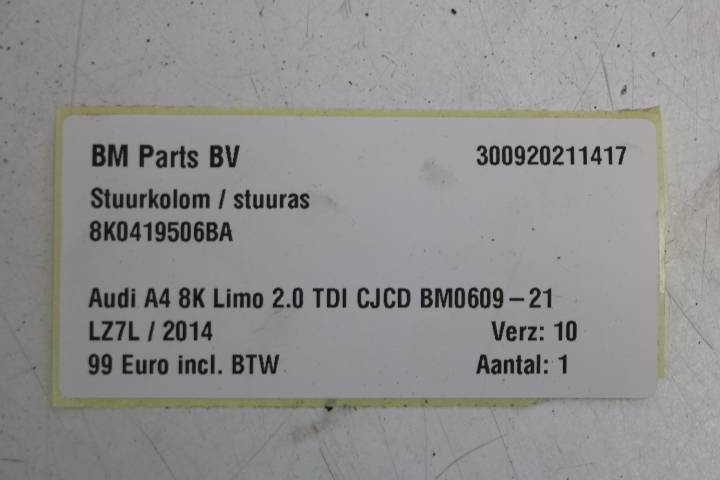 BM Parts BV 300920211417
Stuurkolom / stuuras
8K0419506BA
Audi A4 8K Limo 2.0 TDI CJCD BM0609-21
LZ7L / 2014 Verz: 10
99 Euro incl. BTW Aantal: 1